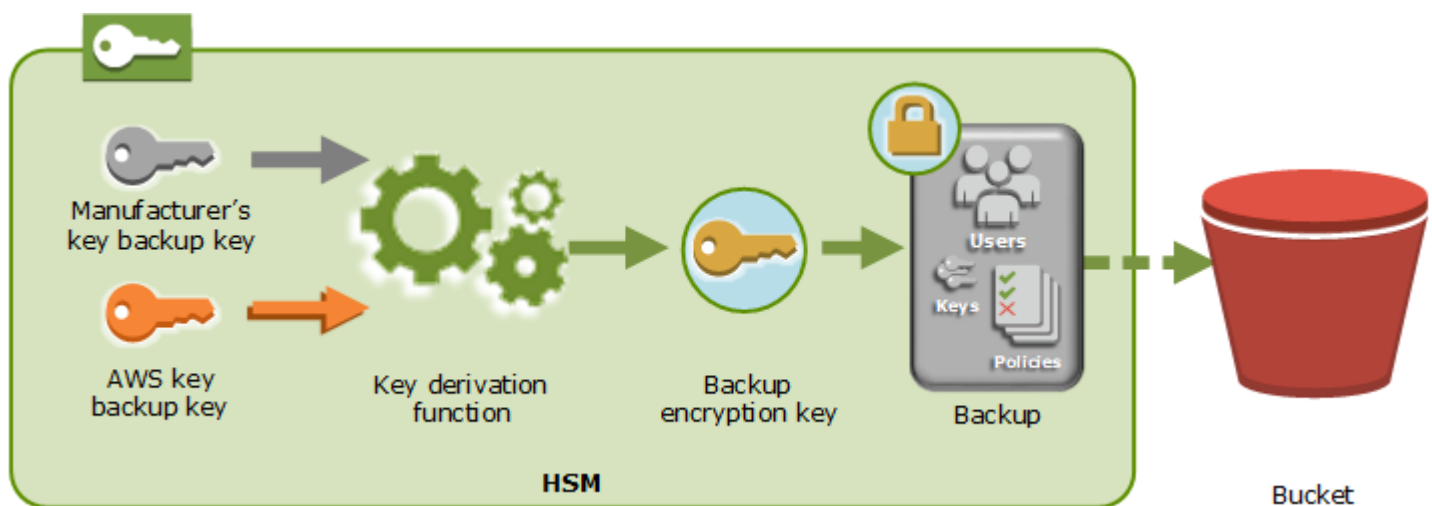 Manufacturer's
key backup key
AWS key
backup key
Key derivation
function
Backup
encryption key
Users
Keys
Policies
Backup
HSM
Bucket